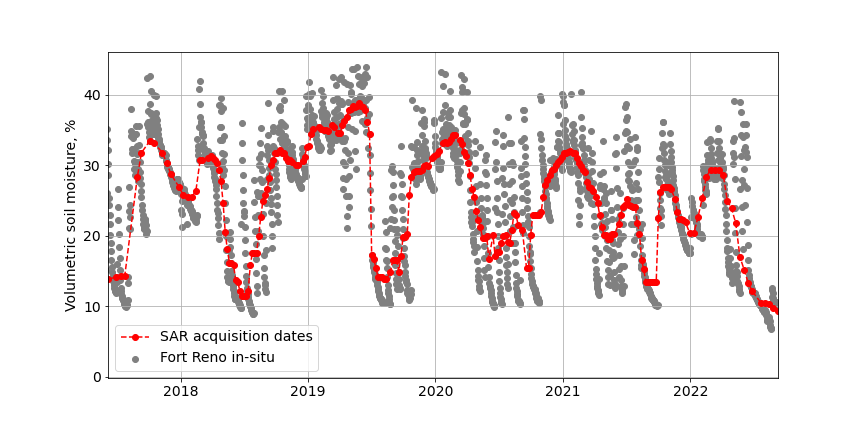 Volumetric soil moisture, %
40
30
20
10
0
SAR acquisition dates
Fort Reno in-situ
2018 2019 2020 2021 2022